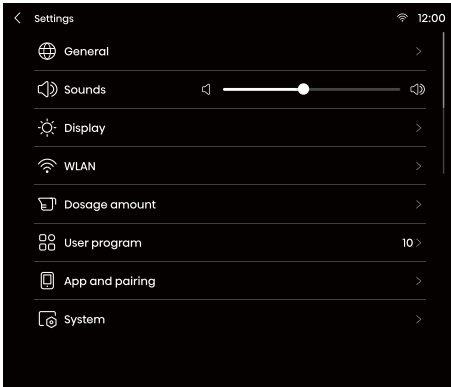 Settings 12:00
General
Sounds
Display
WLAN
Dosage amount
User program 10
App and pairing
System